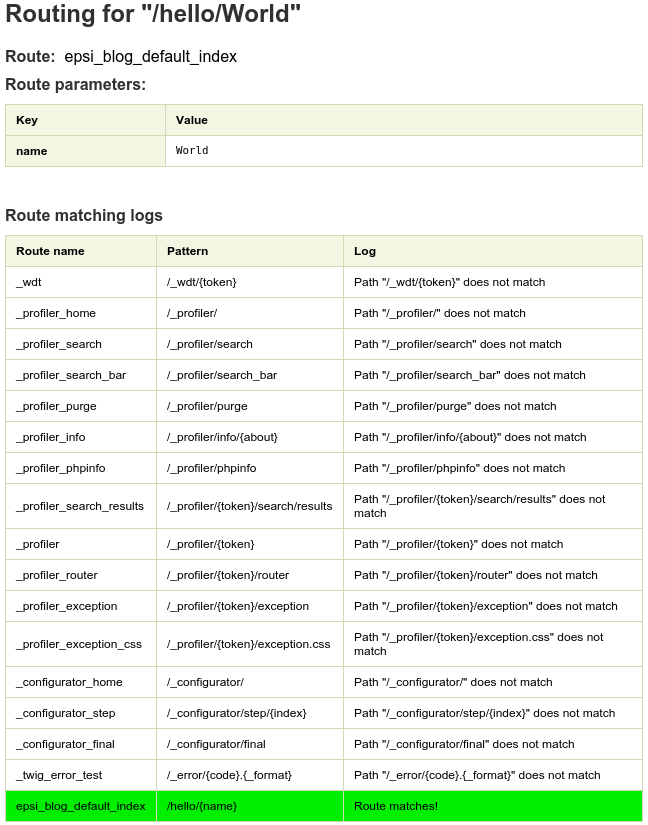 Routing for "/hello/World"
Route: epsi_blog_default_index
Route parameters:
Key Value
name World
Route matching logs
Route name Pattern Log
_wdt /_wdt/{token} Path "/_wdt/{token}" does not match
_profiler_home /_profiler/ Path "/_profiler/" does not match
_profiler_search /_profiler/search Path "/_profiler/search" does not match
_profiler_search_bar /_profiler/search_bar Path "/_profiler/search_bar" does not match
_profiler_purge /_profiler/purge Path "/_profiler/purge" does not match
_profiler_info /_profiler/info/{about} Path "/_profiler/info/{about}" does not match
_profiler_phpinfo /_profiler/phpinfo Path "/_profiler/phpinfo" does not match
_profiler_search_results /_profiler/{token}/search/results Path "/_profiler/{token}/search/results" does not
match
_profiler /_profiler/{token} Path "/_profiler/{token}" does not match
_profiler_router /_profiler/{token}/router Path "/_profiler/{token}/router" does not match
_profiler_exception /_profiler/{token}/exception Path "/_profiler/{token}/exception" does not match
_profiler_exception_css /_profiler/{token}/exception.css Path "/_profiler/{token}/exception.css" does not
match
_configurator_home /_configurator/ Path "/_configurator/" does not match
_configurator_step /_configurator/step/{index} Path "/_configurator/step/{index}" does not match
_configurator_final /_configurator/final Path "/_configurator/final" does not match
_twig_error_test /_error/{code}.{_format} Path "/_error/{code}.{_format}" does not match
epsi_blog_default_index /hello/{name} Route matches!